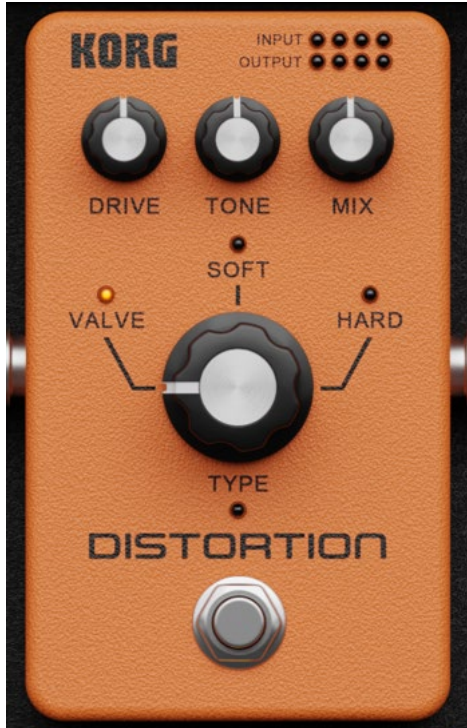 KORG
INPUT
OUTPUT
DRIVE TONE MIX
SOFT
VALVE HARD
TYPE
DISTORTION